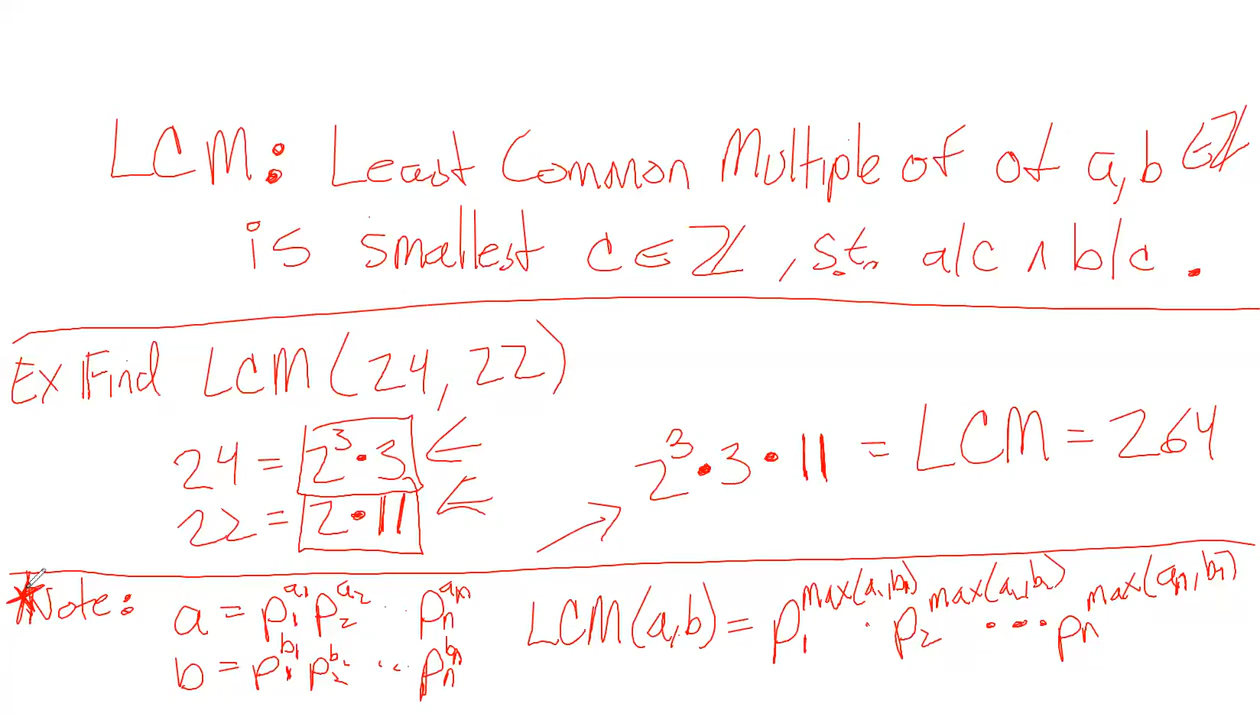 LCM: Least Common Multiple of of a,b ∈ ℤ
is smallest c ∈ ℤ, s.t. a/c ∧ b/c.
Ex Find LCM(24, 22)
24 = 2³·3
22 = 2·11
2³·3·11 = LCM = 264
*Note: a = p₁^a₁ p₂^a₂ ... pₙ^aₙ
b = p₁^b₁ p₂^b₂ ... pₙ^bₙ
LCM(a,b) = p₁^max(a₁,b₁) · p₂^max(a₂,b₂) ··· pₙ^max(aₙ,bₙ)